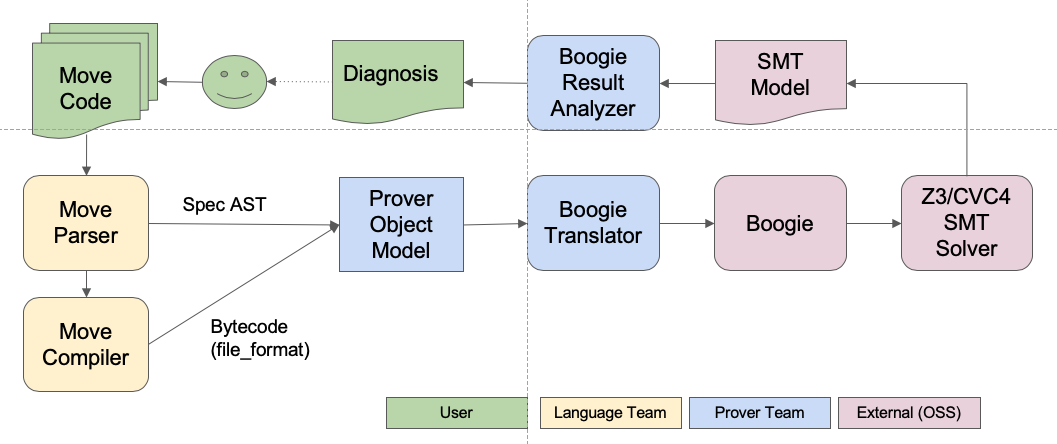 Move
Code
Diagnosis
Boogie
Result
Analyzer
SMT
Model
Move
Parser
Spec AST
Prover
Object
Model
Boogie
Translator
Boogie
Z3/CVC4
SMT
Solver
Move
Compiler
Bytecode
(file_format)
User
Language Team
Prover Team
External (OSS)